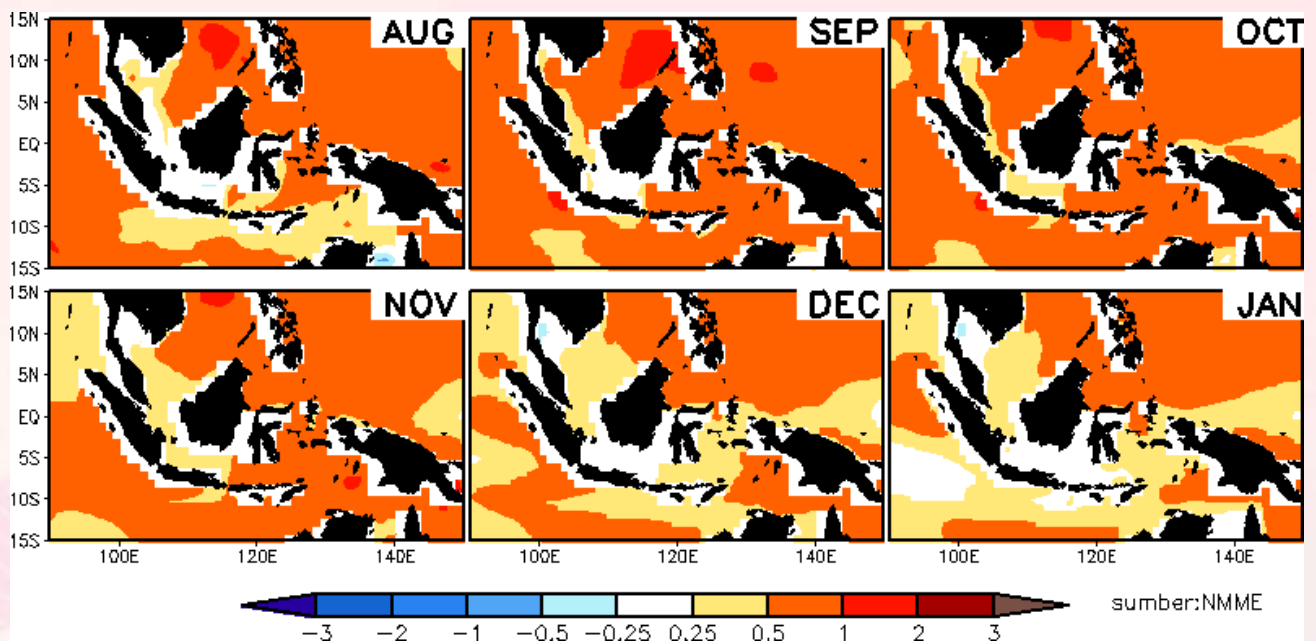 15N AUG SEP OCT
10N
5N
EQ
5S
10S
15S
15N NOV DEC JAN
10N
5N
EQ
5S
10S
15S
100E 120E 140E 100E 120E 140E 100E 120E 140E
-3 -2 -1 -0.5 -0.25 0.25 0.5 1 2 3 sumber:NMME